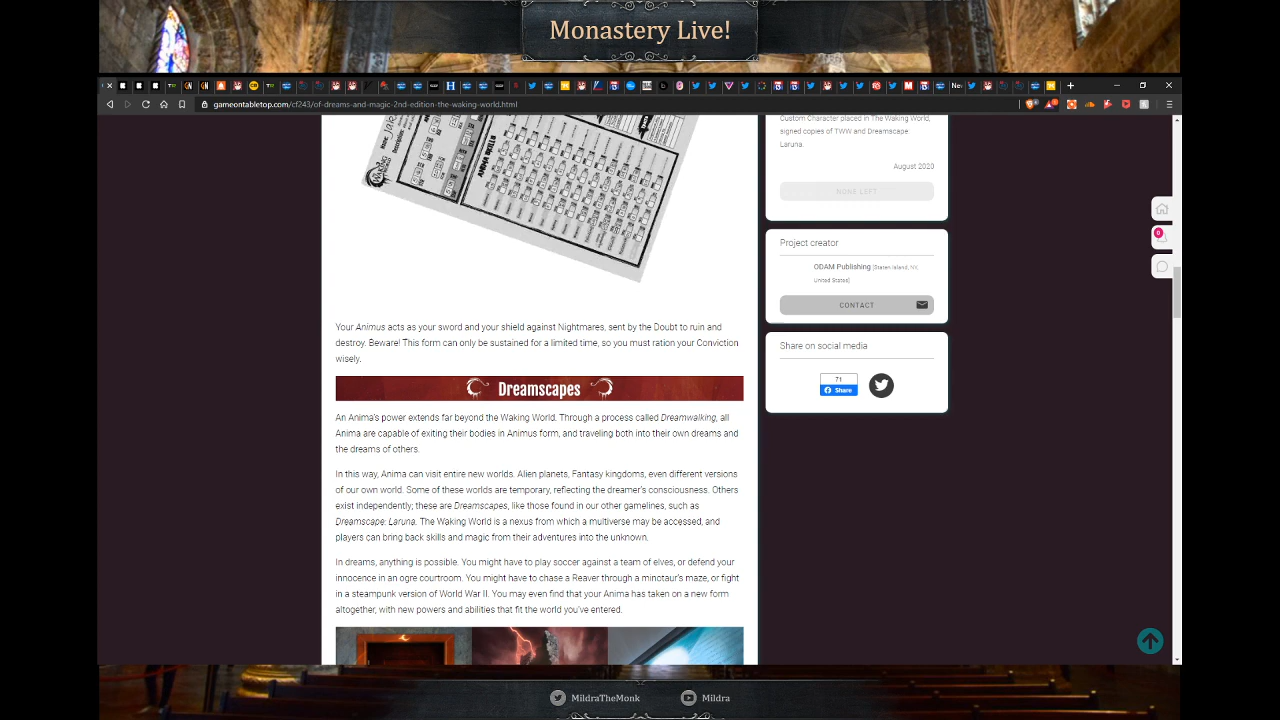 Monastery Live!
gameontabletop.com/cf243/of-dreams-and-magic-2nd-edition-the-waking-world.html
ANIMA SKILLS
Your Animus acts as your sword and your shield against Nightmares, sent by the Doubt to ruin and
destroy. Beware! This form can only be sustained for a limited time, so you must ration your Conviction
wisely.
Dreamscapes
An Anima's power extends far beyond the Waking World. Through a process called Dreamwalking, all
Anima are capable of exiting their bodies in Animus form, and traveling both into their own dreams and
the dreams of others.
In this way, Anima can visit entire new worlds. Alien planets, Fantasy kingdoms, even different versions
of our own world. Some of these worlds are temporary, reflecting the dreamer's consciousness. Others
exist independently; these are Dreamscapes, like those found in our other gamelines, such as
Dreamscape: Laruna. The Waking World is a nexus from which a multiverse may be accessed, and
players can bring back skills and magic from their adventures into the unknown.
In dreams, anything is possible. You might have to play soccer against a team of elves, or defend your
innocence in an ogre courtroom. You might have to chase a Reaver through a minotaur's maze, or fight
in a steampunk version of World War II. You may even find that your Anima has taken on a new form
altogether, with new powers and abilities that fit the world you've entered.
Custom Character placed in The Waking World,
signed copies of TWW and Dreamscape:
Laruna.
August 2020
NONE LEFT
Project creator
ODAM Publishing (Staten Island, NY,
United States)
CONTACT
Share on social media
71
Share
0
MildraTheMonk
Mildra